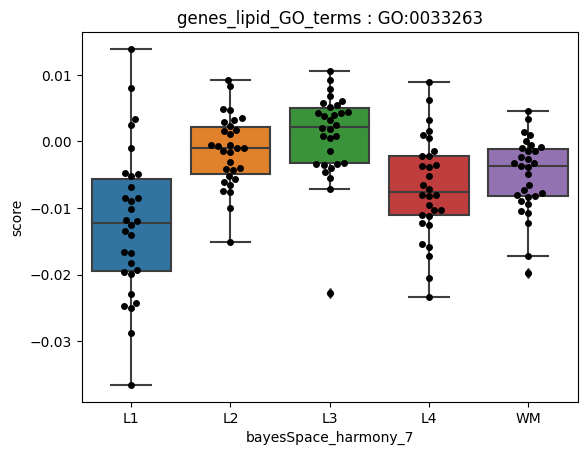 genes_lipid_GO_terms : GO:0033263
0.01
0.00
−0.01
−0.02
−0.03
score
L1 L2 L3 L4 WM
bayesSpace_harmony_7